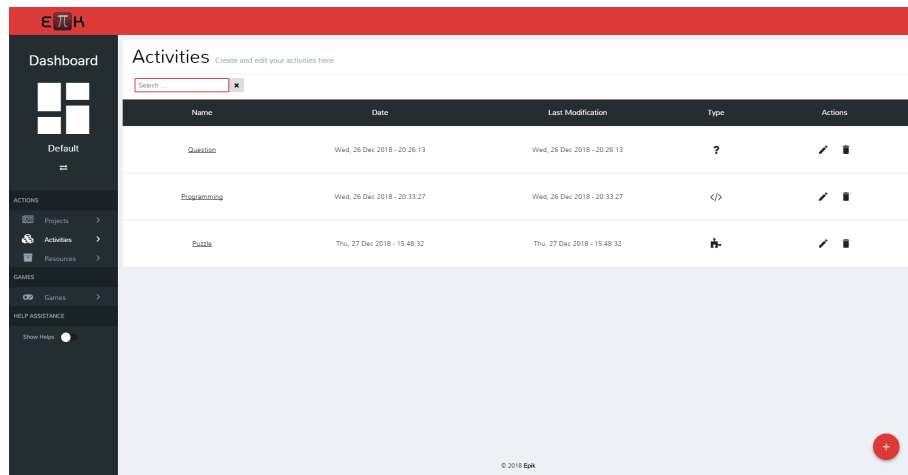 EπK
Dashboard
Default
ACTIONS
Projects
Activities
Resources
GAMES
Games
HELP ASSISTANCE
Show Helps
Activities Create and edit your activities here
Search ...
Name Date Last Modification Type Actions
Question Wed, 26 Dec 2018 - 20:26:13 Wed, 26 Dec 2018 - 20:26:13 ?
Programming Wed, 26 Dec 2018 - 20:33:27 Wed, 26 Dec 2018 - 20:33:27 </>
Puzzle Thu, 27 Dec 2018 - 15:48:32 Thu, 27 Dec 2018 - 15:48:32
© 2018 Epik